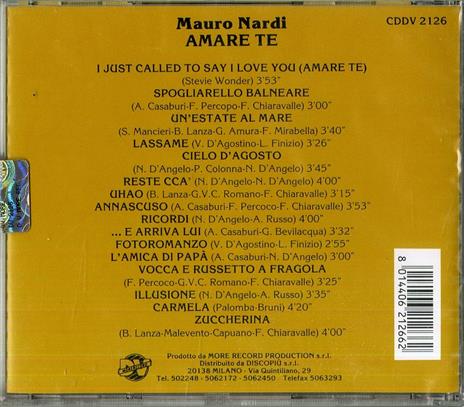 Mauro Nardi
AMARE TE
CDDV 2126
I JUST CALLED TO SAY I LOVE YOU (AMARE TE)
(Stevie Wonder) 3'53"
SPOGLIARELLO BALNEARE
(A. Casaburi-F. Percopo-F. Chiaravalle) 3'00"
UN'ESTATE AL MARE
(S. Mancieri-B. Lanza-G. Amura-F. Mirabella) 3'40"
LASSAME (V. D'Agostino-L. Finizio) 3'26"
CIELO D'AGOSTO
(N. D'Angelo-P. Colonna-N. D'Angelo) 3'45"
RESTE CCA' (N. D'Angelo-N. D'Angelo) 4'00"
UHAO (B. Lanza-G.V.C. Romano-F. Chiaravalle) 3'15"
ANNASCUSO (A. Casaburi-F. Percoco-F. Chiaravalle) 3'53"
RICORDI (N. D'Angelo-A. Russo) 4'00"
... E ARRIVA LUI (A. Casaburi-G. Bevilacqua) 3'32"
FOTOROMANZO (V. D'Agostino-L. Finizio) 2'55"
L'AMICA DI PAPÀ (A. Casaburi-N. D'Angelo) 3'00"
VOCCA E RUSSETTO A FRAGOLA
(F. Percoco-G.V.C. Romano-F. Chiaravalle) 3'25"
ILLUSIONE (N. D'Angelo-A. Russo) 3'35"
CARMELA (Palomba-Bruni) 4'20"
ZUCCHERINA
(B. Lanza-Malevento-Capuano-F. Chiaravalle) 4'00"
8 014406 212662
Prodotto da MORE RECORD PRODUCTION s.r.l.
Distribuito da DISCOPIÙ s.r.l.
20138 MILANO - Via Quintiliano, 29
Tel. 502248 - 5062172 - 5062450 Telefax 5063293